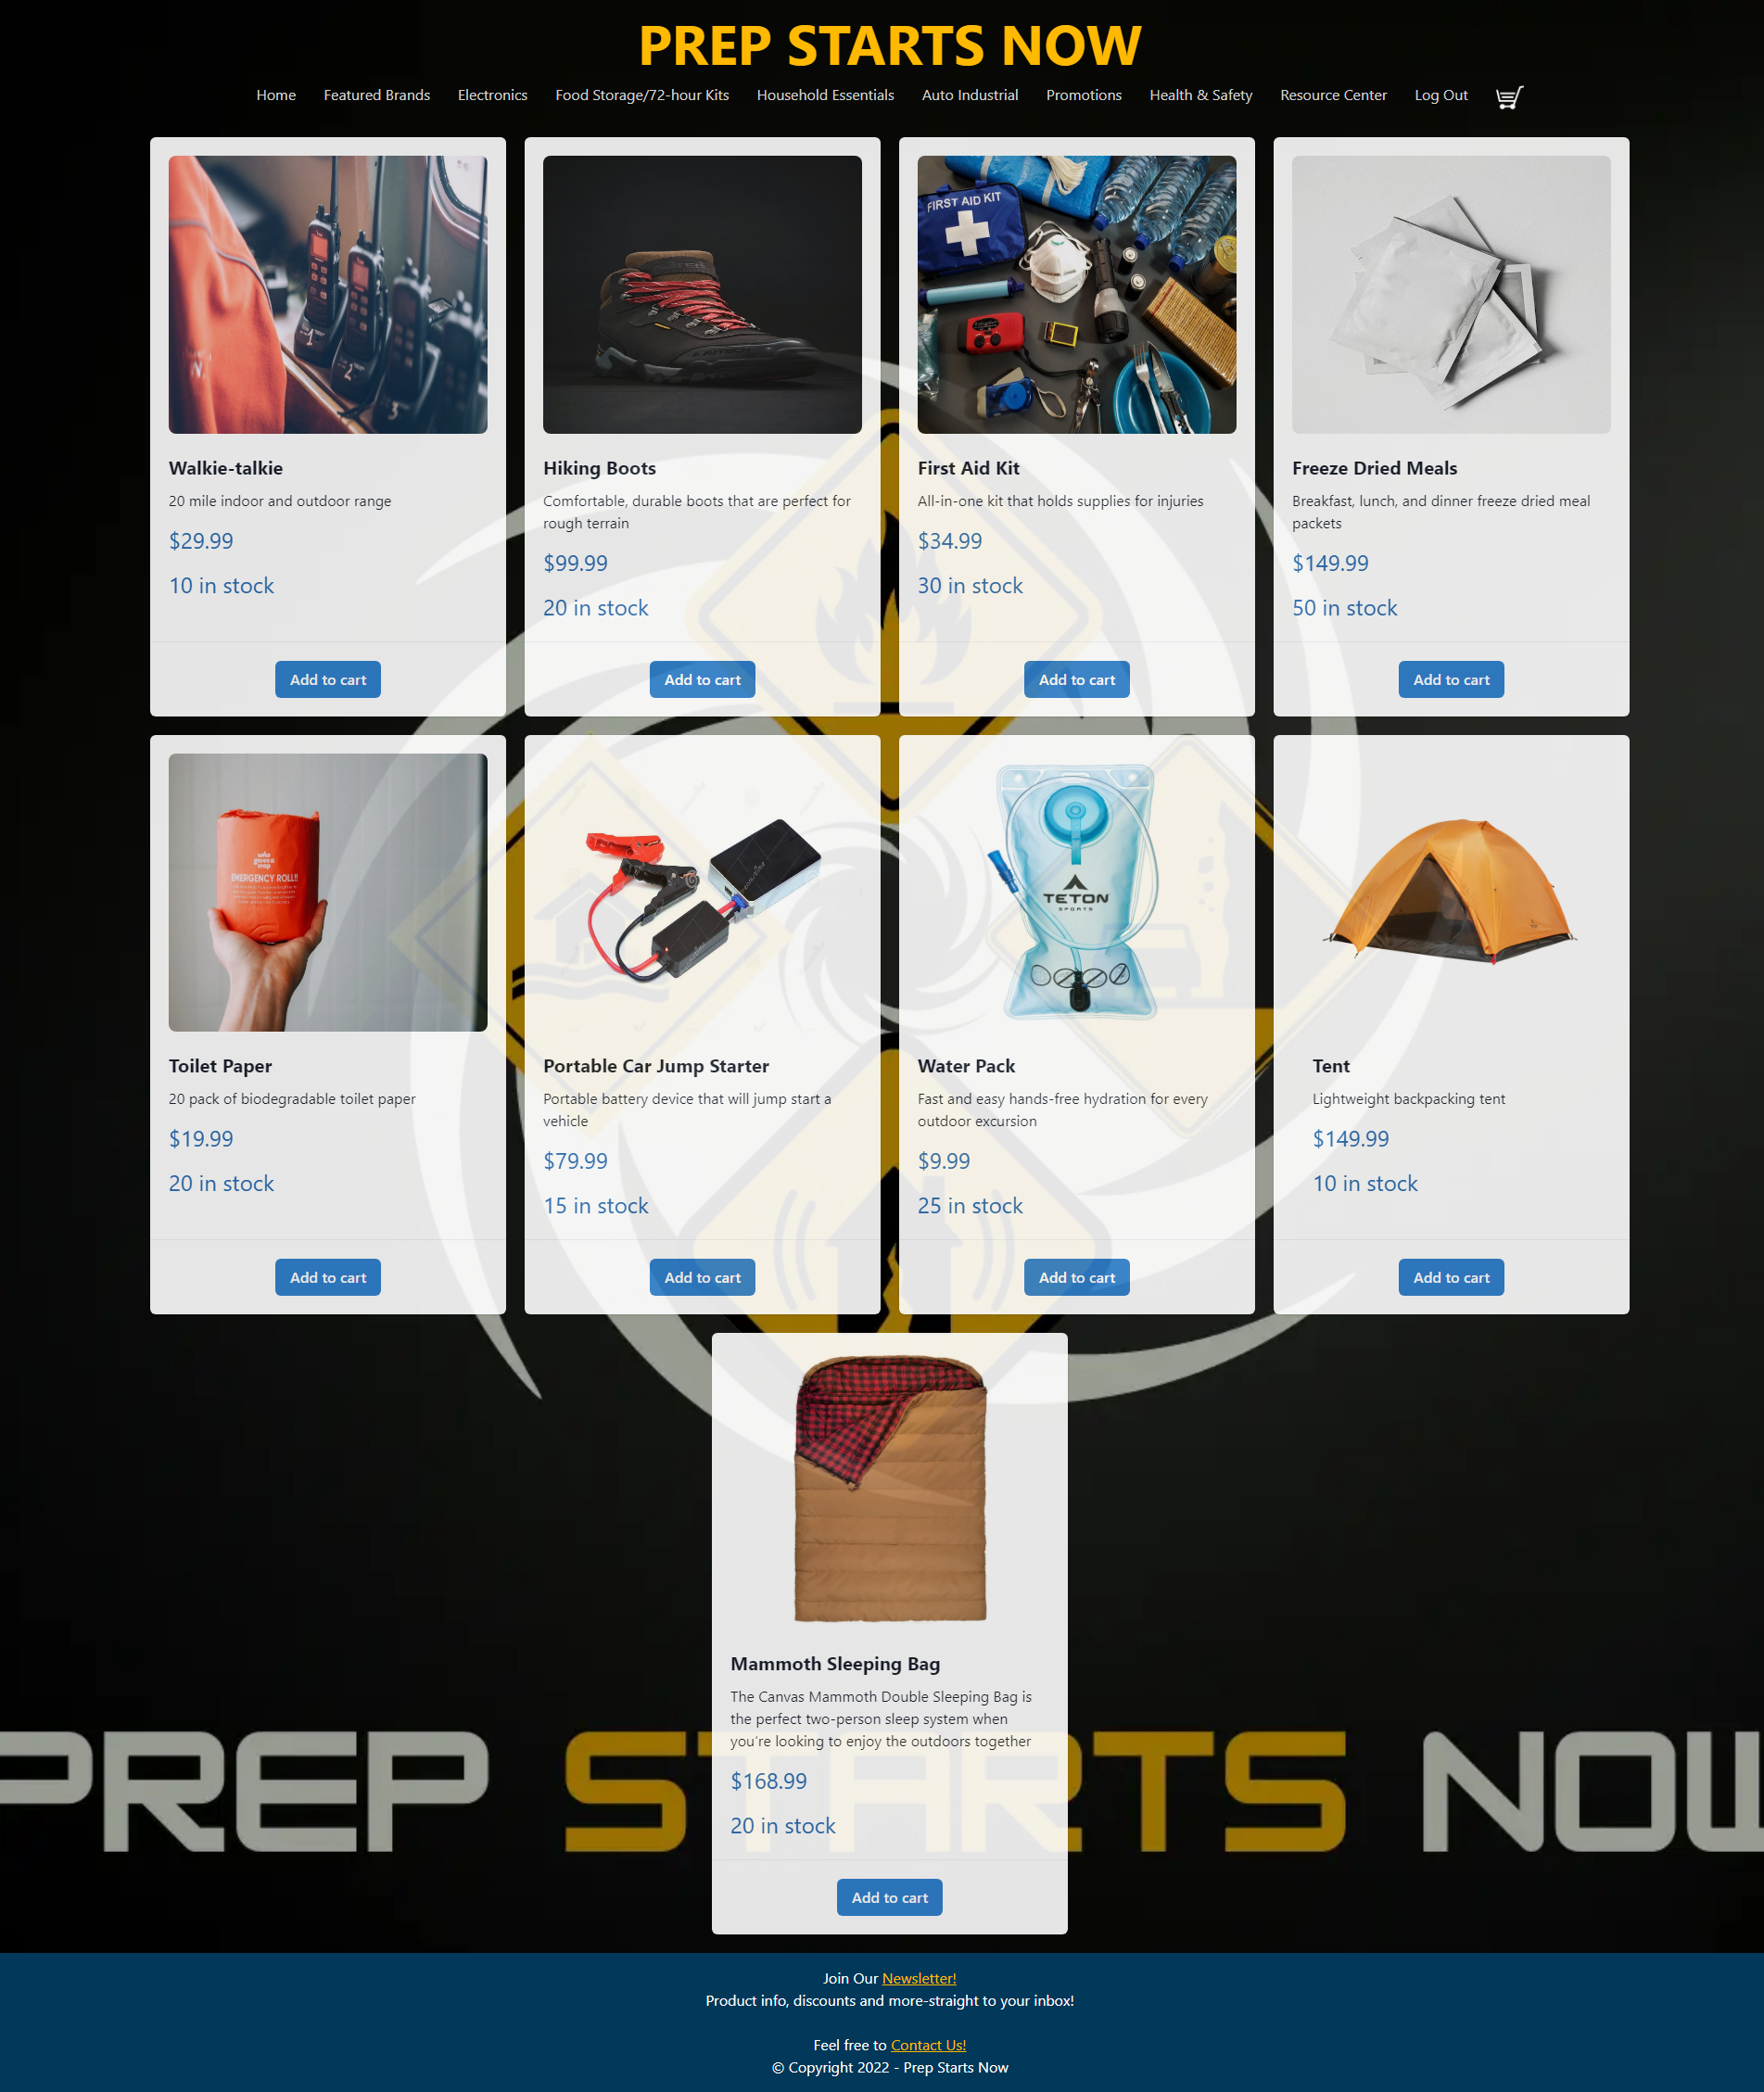 PREP STARTS NOW
Home Featured Brands Electronics Food Storage/72-hour Kits Household Essentials Auto Industrial Promotions Health & Safety Resource Center Log Out
1
2
3
FIRST AID KIT
Walkie-talkie
20 mile indoor and outdoor range
$29.99
10 in stock
Add to cart
Hiking Boots
Comfortable, durable boots that are perfect for
rough terrain
$99.99
20 in stock
Add to cart
First Aid Kit
All-in-one kit that holds supplies for injuries
$34.99
30 in stock
Add to cart
Freeze Dried Meals
Breakfast, lunch, and dinner freeze dried meal
packets
$149.99
50 in stock
Add to cart
who
gives a
crap
EMERGENCY ROLL!!
Toilet Paper
20 pack of biodegradable toilet paper
$19.99
20 in stock
Add to cart
Portable Car Jump Starter
Portable battery device that will jump start a
vehicle
$79.99
15 in stock
Add to cart
TETON
SPORTS
Water Pack
Fast and easy hands-free hydration for every
outdoor excursion
$9.99
25 in stock
Add to cart
Tent
Lightweight backpacking tent
$149.99
10 in stock
Add to cart
Mammoth Sleeping Bag
The Canvas Mammoth Double Sleeping Bag is
the perfect two-person sleep system when
you're looking to enjoy the outdoors together
$168.99
20 in stock
Add to cart
PREP STARTS NOW
Join Our Newsletter!
Product info, discounts and more-straight to your inbox!
Feel free to Contact Us!
© Copyright 2022 - Prep Starts Now